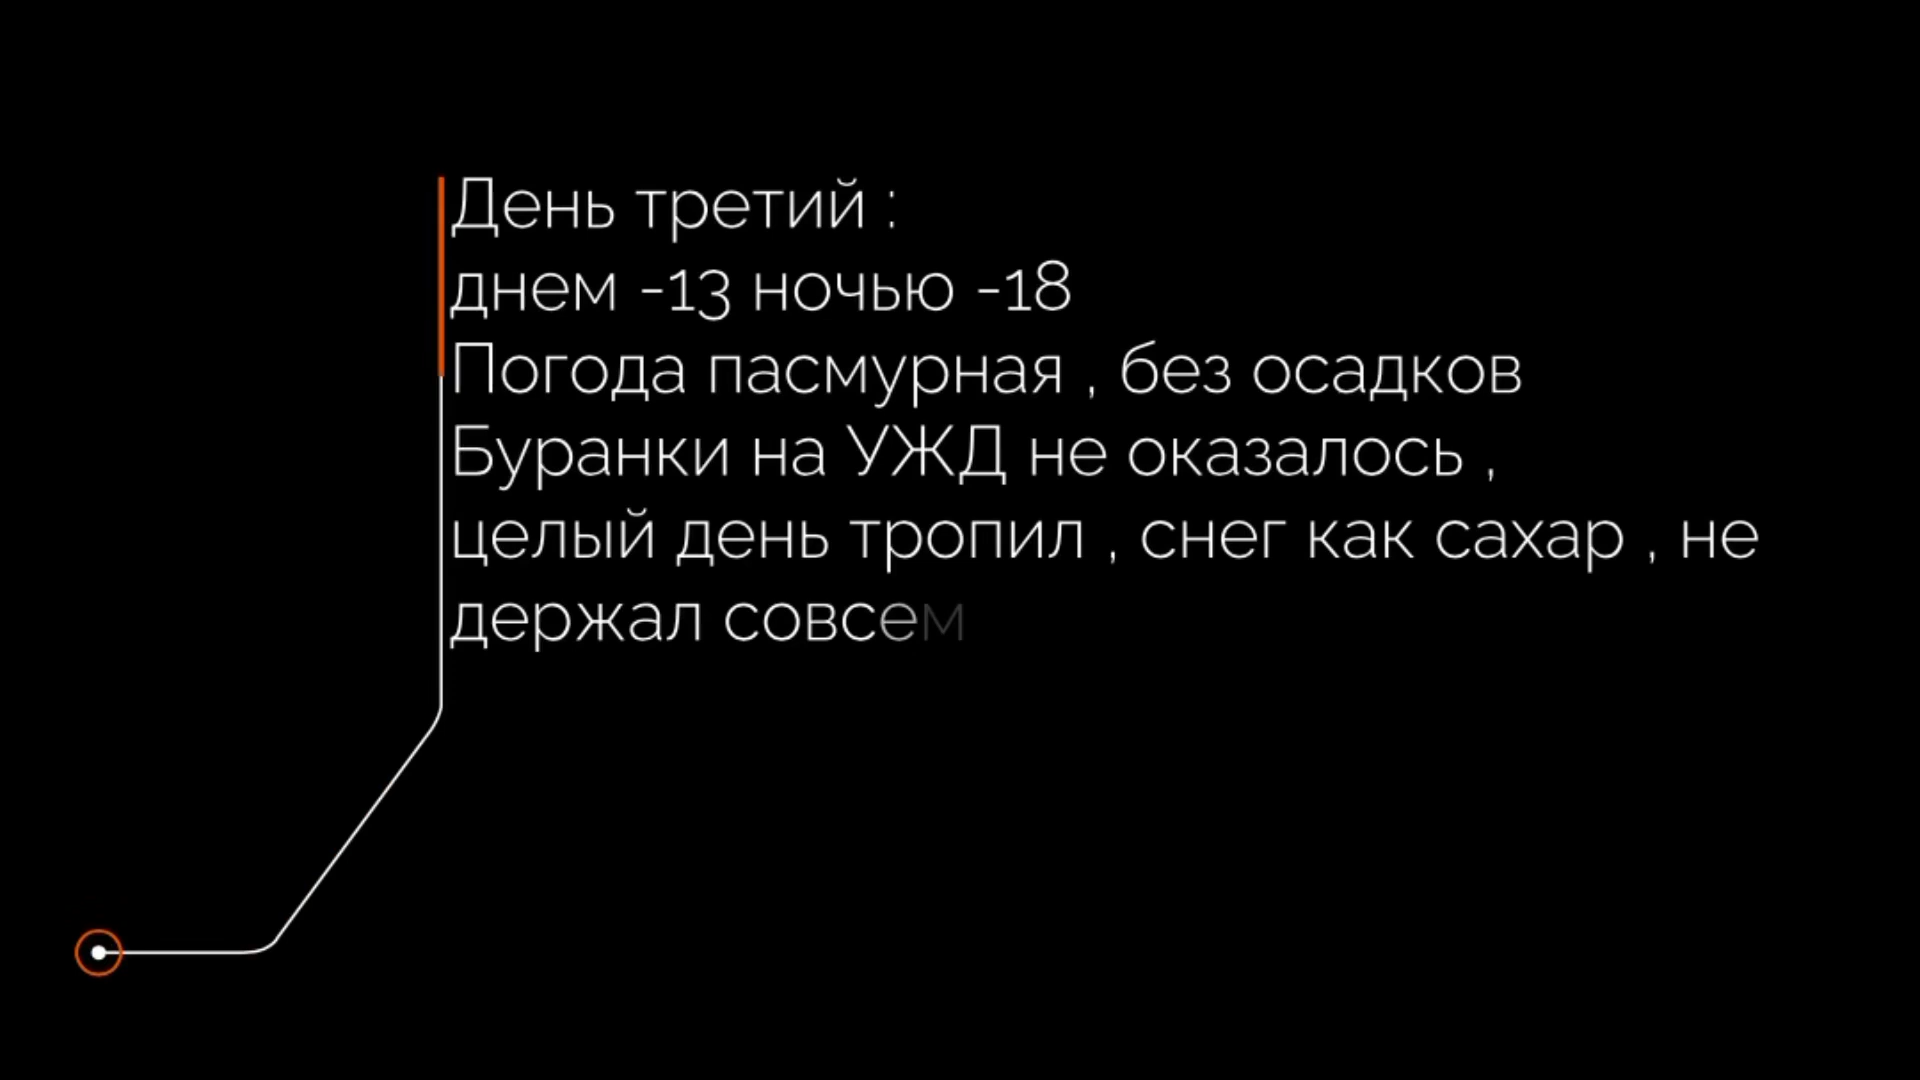 День третий :
днем -13 ночью -18
Погода пасмурная , без осадков
Буранки на УЖД не оказалось ,
целый день тропил , снег как сахар , не
держал совсем